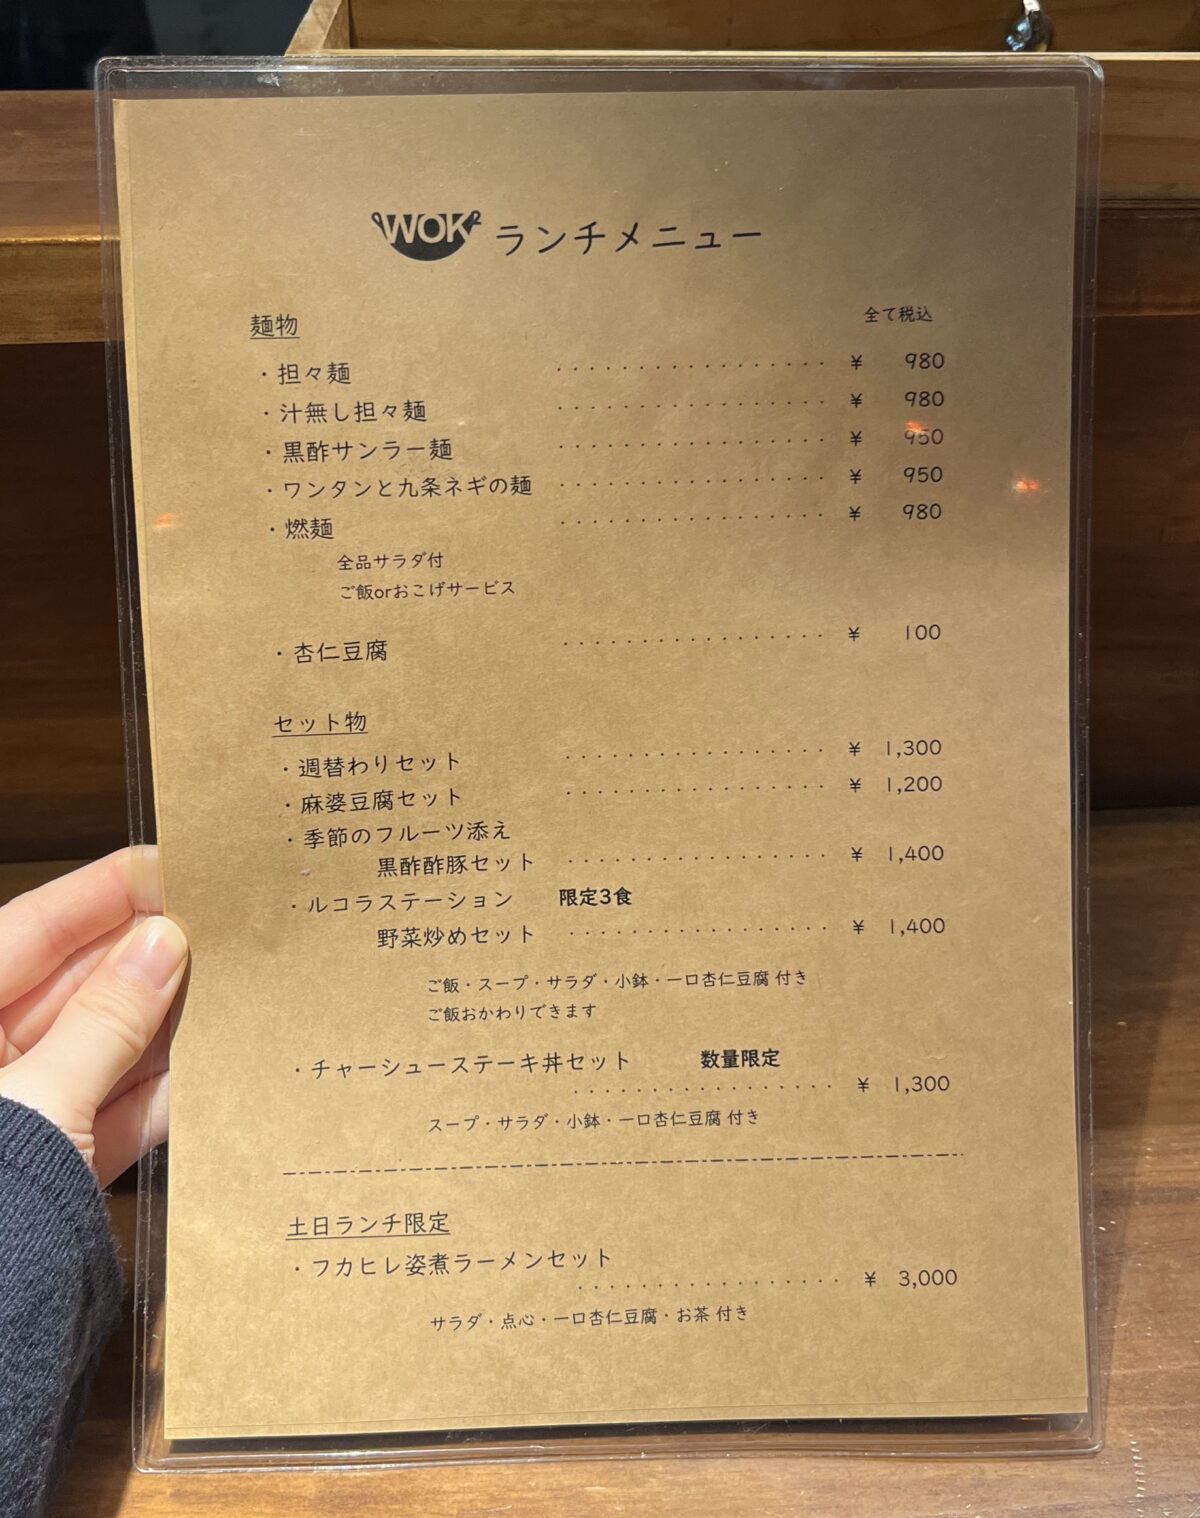 WOK ランチメニュー
全て税込
麺物
・担々麺 ................. ¥ 980
・汁無し担々麺 ................. ¥ 980
・黒酢サンラー麺 ................. ¥ 950
・ワンタンと九条ネギの麺 ................. ¥ 950
・燃麺 ................. ¥ 980
全品サラダ付
ご飯orおこげサービス
・杏仁豆腐 ................. ¥ 100
セット物
・週替わりセット ................. ¥ 1,300
・麻婆豆腐セット ................. ¥ 1,200
・季節のフルーツ添え
黒酢酢豚セット ................. ¥ 1,400
・ルコラステーション 限定3食
野菜炒めセット ................. ¥ 1,400
ご飯・スープ・サラダ・小鉢・一口杏仁豆腐 付き
ご飯おかわりできます
・チャーシューステーキ丼セット 数量限定
................. ¥ 1,300
スープ・サラダ・小鉢・一口杏仁豆腐 付き
土日ランチ限定
・フカヒレ姿煮ラーメンセット
................. ¥ 3,000
サラダ・点心・一口杏仁豆腐・お茶 付き